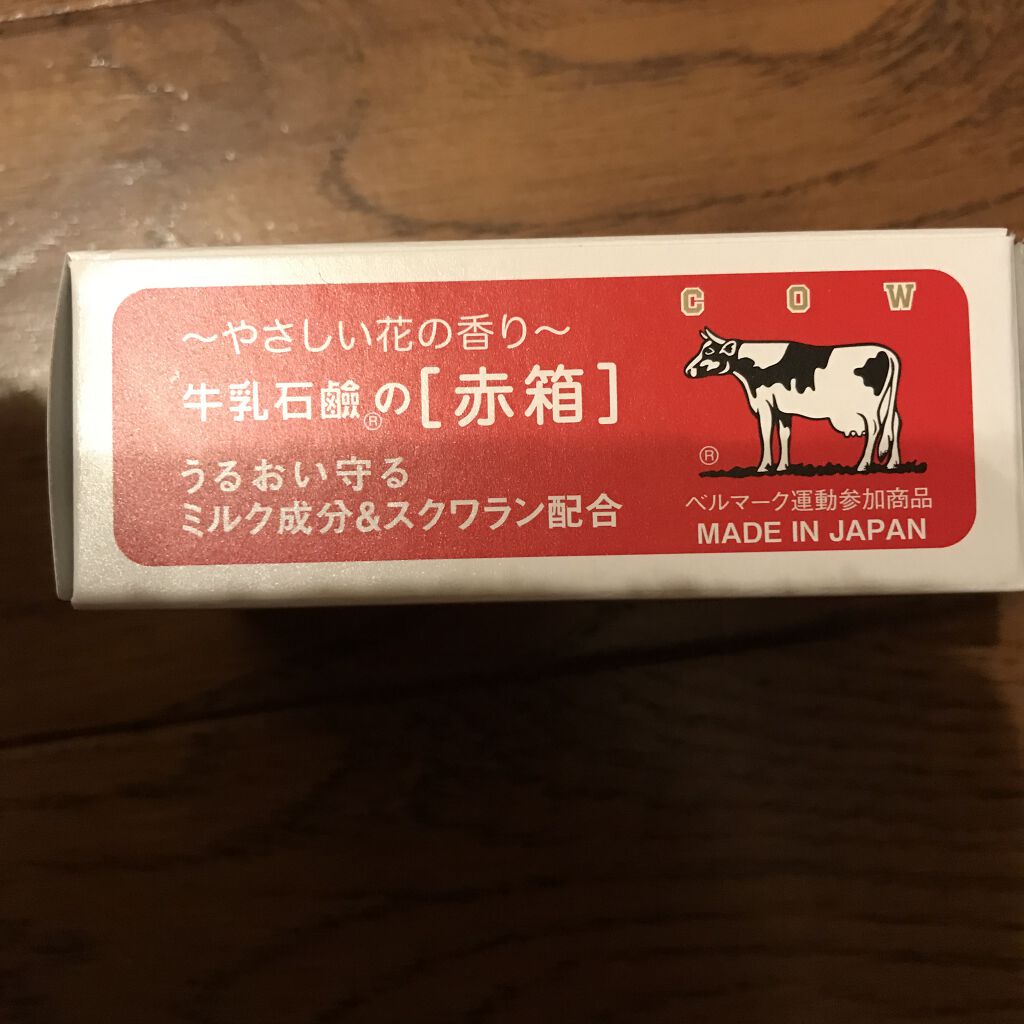 ～やさしい花の香り～
牛乳石鹼®の［赤箱］
うるおい守る
ミルク成分&スクワラン配合
COW
®
ベルマーク運動参加商品
MADE IN JAPAN